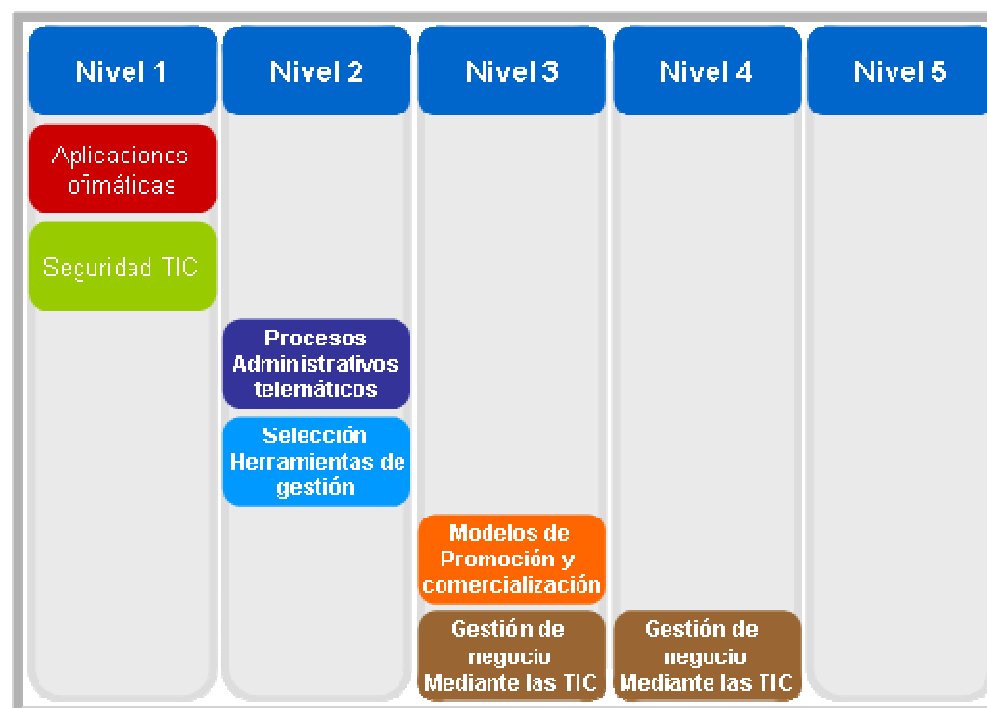 Nivel 1
Nivel 2
Nivel 3
Nivel 4
Nivel 5
Aplicaciones
ofimáticas
Seguridad TIC
Procesos
Administrativos
telemáticos
Selección
Herramientas de
gestión
Modelos de
Promoción y
comercialización
Gestión de
negocio
Mediante las TIC
Gestión de
negocio
Mediante las TIC